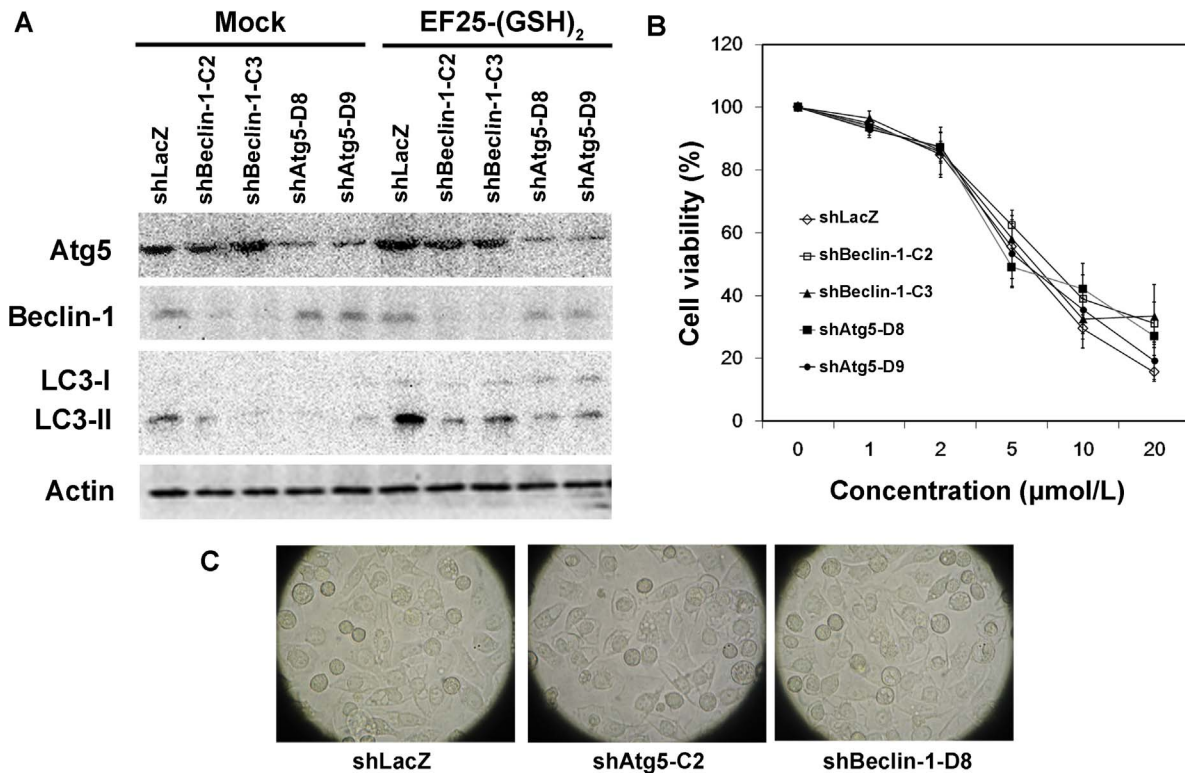 A
Mock
EF25-(GSH)2
shLacZ
shBeclin-1-C2
shBeclin-1-C3
shAtg5-D8
shAtg5-D9
shLacZ
shBeclin-1-C2
shBeclin-1-C3
shAtg5-D8
shAtg5-D9
Atg5
Beclin-1
LC3-I
LC3-II
Actin
B
120
100
80
60
40
20
0
Cell viability (%)
shLacZ
shBeclin-1-C2
shBeclin-1-C3
shAtg5-D8
shAtg5-D9
0 1 2 5 10 20
Concentration (μmol/L)
C
shLacZ
shAtg5-C2
shBeclin-1-D8